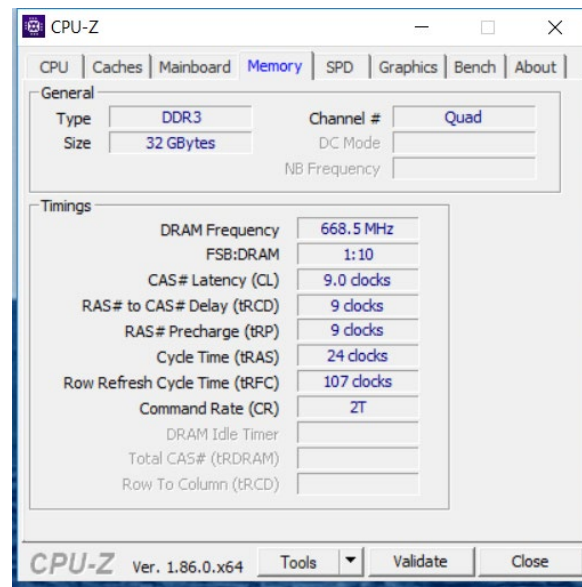 CPU-Z
CPU Caches Mainboard Memory SPD Graphics Bench About
General
Type DDR3 Channel # Quad
Size 32 GBytes DC Mode
NB Frequency
Timings
DRAM Frequency 668.5 MHz
FSB:DRAM 1:10
CAS# Latency (CL) 9.0 clocks
RAS# to CAS# Delay (tRCD) 9 clocks
RAS# Precharge (tRP) 9 clocks
Cycle Time (tRAS) 24 clocks
Row Refresh Cycle Time (tRFC) 107 clocks
Command Rate (CR) 2T
DRAM Idle Timer
Total CAS# (tRDRAM)
Row To Column (tRCD)
CPU-Z Ver. 1.86.0.x64 Tools Validate Close